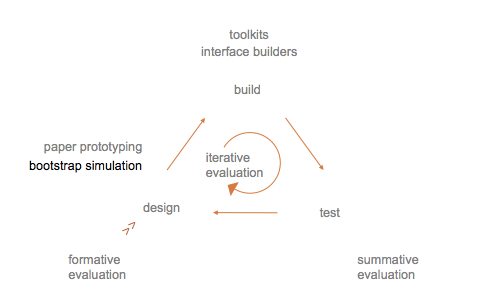 toolkits
interface builders
build
paper prototyping
bootstrap simulation
iterative
evaluation
design
test
formative
evaluation
summative
evaluation